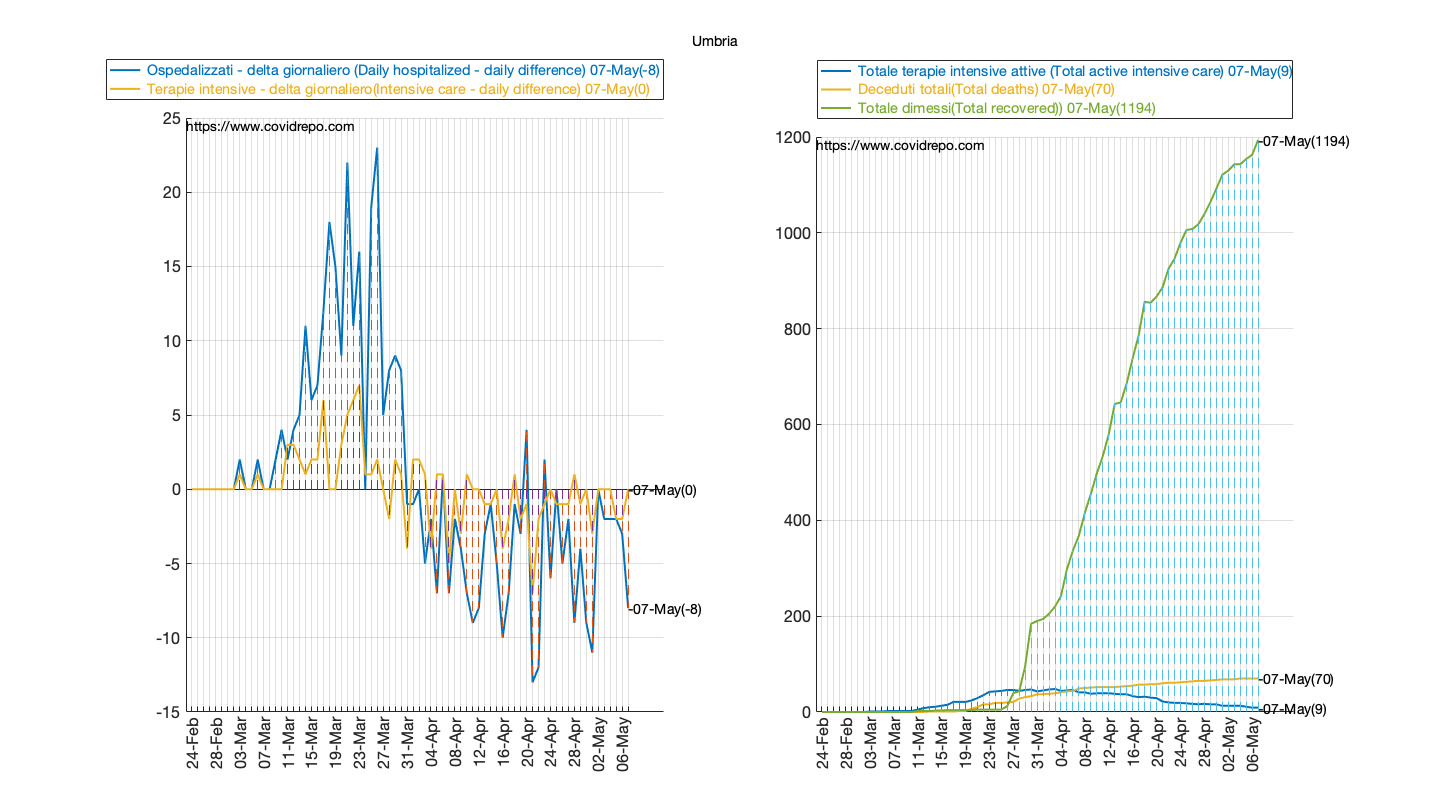 Umbria
Ospedalizzati - delta giornaliero (Daily hospitalized - daily difference) 07-May(-8)
Terapie intensive - delta giornaliero(Intensive care - daily difference) 07-May(0)
https://www.covidrepo.com
25
20
15
10
5
0
-5
-10
-15
07-May(0)
07-May(-8)
24-Feb
28-Feb
03-Mar
07-Mar
11-Mar
15-Mar
19-Mar
23-Mar
27-Mar
31-Mar
04-Apr
08-Apr
12-Apr
16-Apr
20-Apr
24-Apr
28-Apr
02-May
06-May
Totale terapie intensive attive (Total active intensive care) 07-May(9)
Deceduti totali(Total deaths) 07-May(70)
Totale dimessi(Total recovered)) 07-May(1194)
https://www.covidrepo.com
1200
1000
800
600
400
200
0
07-May(1194)
07-May(70)
07-May(9)
24-Feb
28-Feb
03-Mar
07-Mar
11-Mar
15-Mar
19-Mar
23-Mar
27-Mar
31-Mar
04-Apr
08-Apr
12-Apr
16-Apr
20-Apr
24-Apr
28-Apr
02-May
06-May